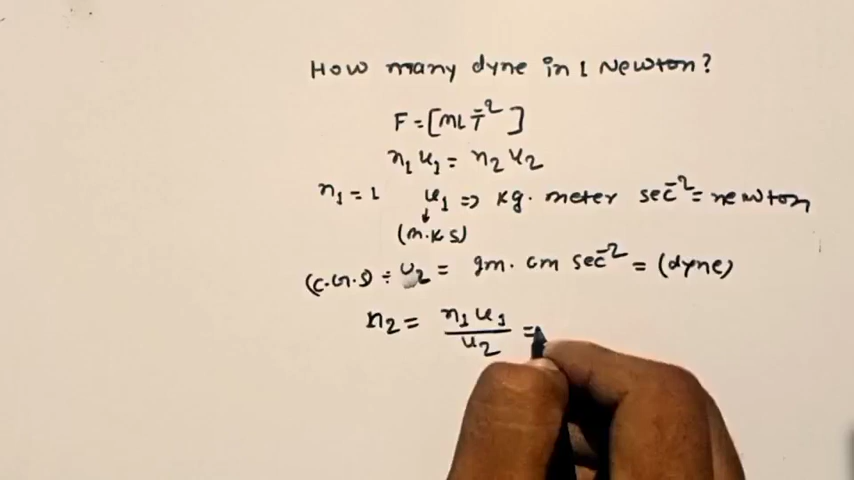 How many dyne in 1 Newton?
F = [MLT⁻²]
n₁u₁ = n₂u₂
n₁ = 1 u₁ => kg. meter sec⁻² = newton
↓
(M.K.S)
(C.G.S) ÷ u₂ = gm. cm sec⁻² = (dyne)
n₂ = n₁u₁/u₂ =